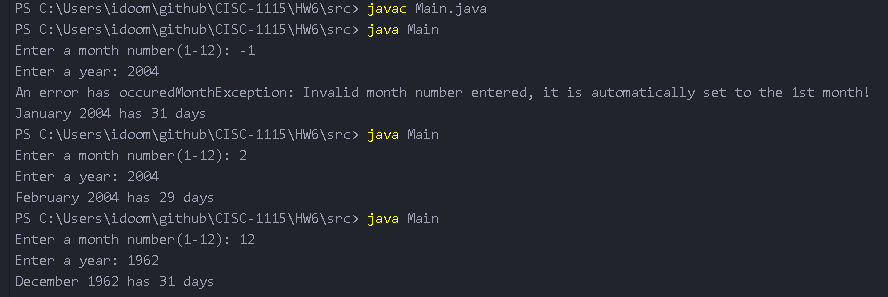 PS C:\Users\idoom\github\CISC-1115\HW6\src> javac Main.java
PS C:\Users\idoom\github\CISC-1115\HW6\src> java Main
Enter a month number(1-12): -1
Enter a year: 2004
An error has occuredMonthException: Invalid month number entered, it is automatically set to the 1st month!
January 2004 has 31 days
PS C:\Users\idoom\github\CISC-1115\HW6\src> java Main
Enter a month number(1-12): 2
Enter a year: 2004
February 2004 has 29 days
PS C:\Users\idoom\github\CISC-1115\HW6\src> java Main
Enter a month number(1-12): 12
Enter a year: 1962
December 1962 has 31 days